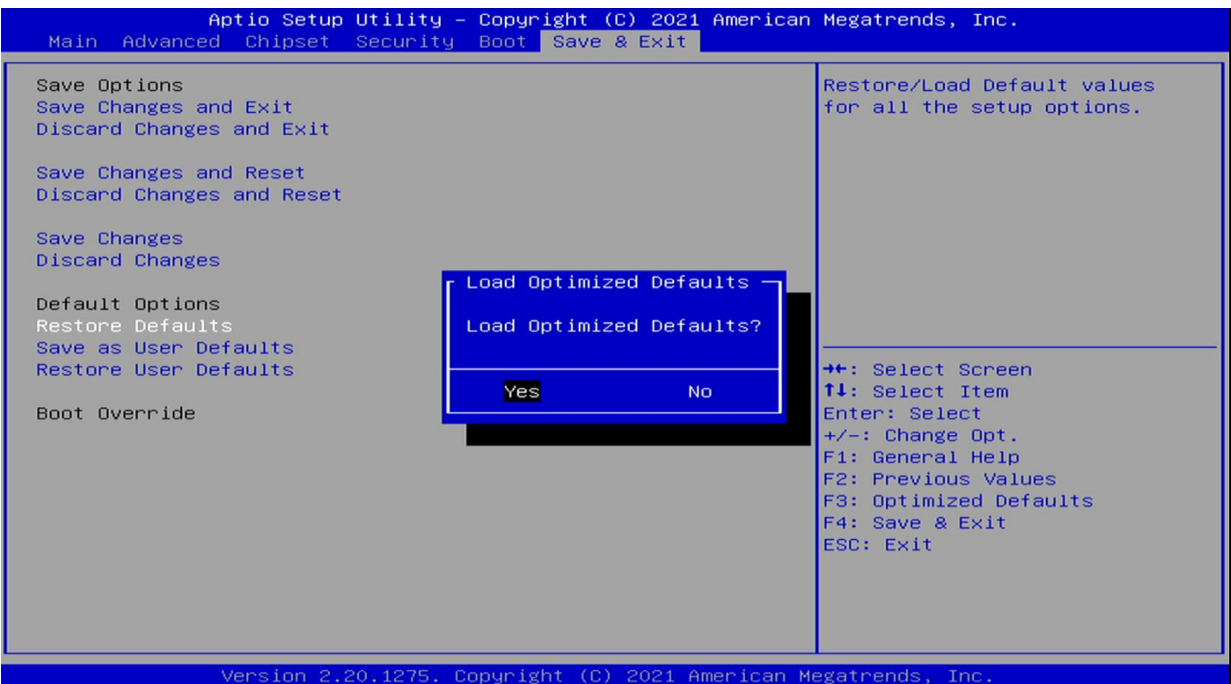 Aptio Setup Utility – Copyright (C) 2021 American Megatrends, Inc.
Main Advanced Chipset Security Boot Save & Exit
Save Options
Save Changes and Exit
Discard Changes and Exit
Save Changes and Reset
Discard Changes and Reset
Save Changes
Discard Changes
Default Options
Restore Defaults
Save as User Defaults
Restore User Defaults
Boot Override
Load Optimized Defaults
Load Optimized Defaults?
Yes No
Restore/Load Default values
for all the setup options.
→←: Select Screen
↑↓: Select Item
Enter: Select
+/-: Change Opt.
F1: General Help
F2: Previous Values
F3: Optimized Defaults
F4: Save & Exit
ESC: Exit
Version 2.20.1275. Copyright (C) 2021 American Megatrends, Inc.